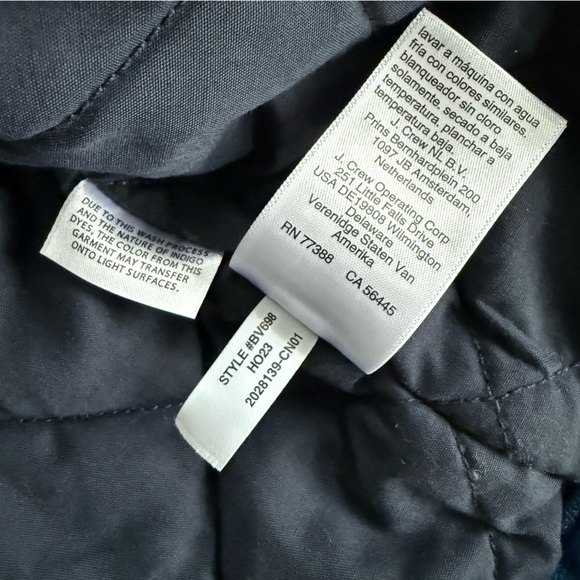 lavar a máquina con agua
fría con colores similares.
blanqueador sin cloro
solamente. secado a baja
temperatura, planchar a
temperatura baja.
J. Crew NL B.V.
Prins Bernhardplein 200
1097 JB Amsterdam,
Netherlands
J. Crew Operating Corp
251 Little Falls Drive
USA DE19808 Wilmington
Delaware
Verenidge Staten Van
Amerika
RN 77388 CA 56445
DUE TO THIS WASH PROCESS
AND THE NATURE OF INDIGO
DYES, THE COLOR FROM THIS
GARMENT MAY TRANSFER
ONTO LIGHT SURFACES.
STYLE #BV698
HO23
2028139-CN01